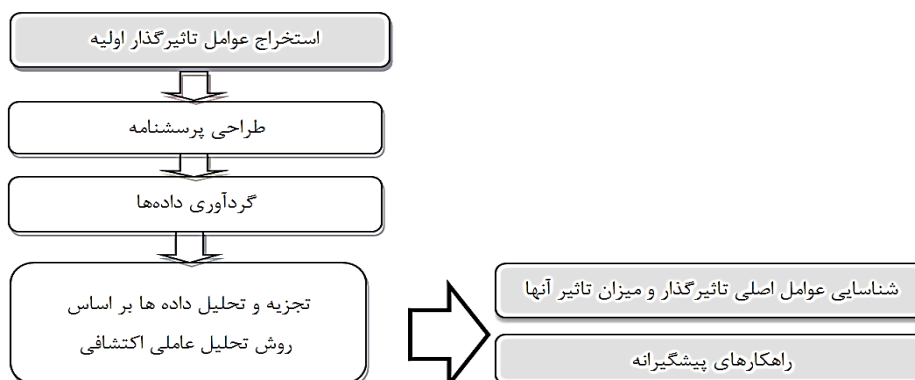 استخراج عوامل تاثیرگذار اولیه
طراحی پرسشنامه
گردآوری داده‌ها
تجزیه و تحلیل داده ها بر اساس
روش تحلیل عاملی اکتشافی
شناسایی عوامل اصلی تاثیرگذار و میزان تاثیر آنها
راهکارهای پیشگیرانه